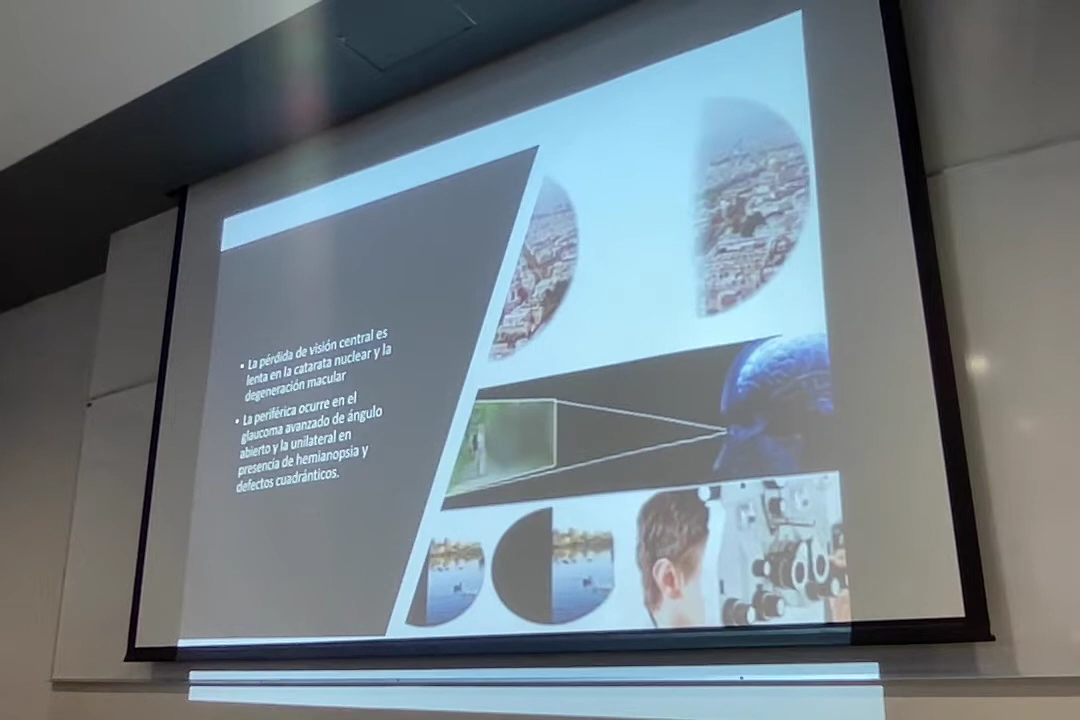 • La pérdida de visión central es
lenta en la catarata nuclear y la
degeneración macular
• La periférica ocurre en el
glaucoma avanzado de ángulo
abierto y la unilateral en
presencia de hemianopsia y
defectos cuadránticos.